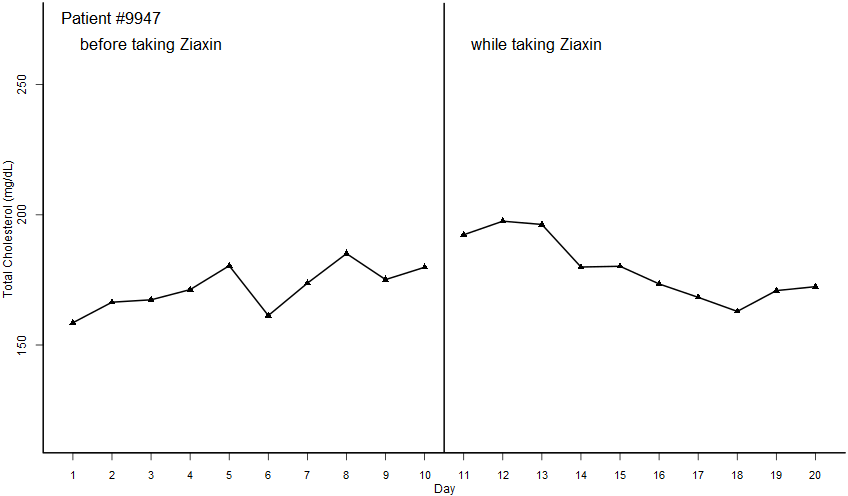 Patient #9947
before taking Ziaxin
while taking Ziaxin
Total Cholesterol (mg/dL)
250
200
150
1 2 3 4 5 6 7 8 9 10 11 12 13 14 15 16 17 18 19 20
Day